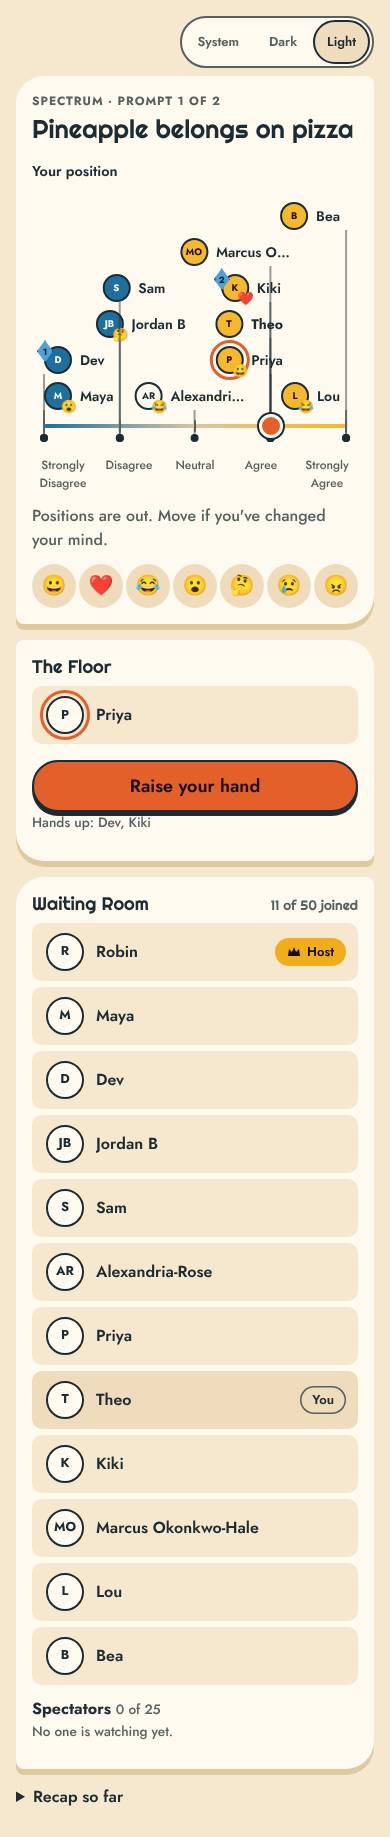 System Dark Light
SPECTRUM · PROMPT 1 OF 2
Pineapple belongs on pizza
Your position
B Bea
MO Marcus O...
S Sam
2 K Kiki
JB Jordan B
T Theo
1 D Dev
P Priya
M Maya
AR Alexandri...
L Lou
Strongly Disagree
Disagree
Neutral
Agree
Strongly Agree
Positions are out. Move if you've changed
your mind.
The Floor
P Priya
Raise your hand
Hands up: Dev, Kiki
Waiting Room 11 of 50 joined
R Robin Host
M Maya
D Dev
JB Jordan B
S Sam
AR Alexandria-Rose
P Priya
T Theo You
K Kiki
MO Marcus Okonkwo-Hale
L Lou
B Bea
Spectators 0 of 25
No one is watching yet.
Recap so far